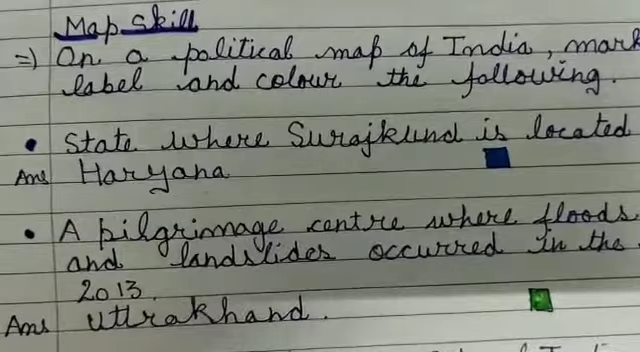 Map Skill
⇒ On a political map of India, mark
label and colour the following.
• State where Surajkund is located
Ans Haryana
• A pilgrimage centre where floods
and landslides occurred in the
2013.
Ans Uttrakhand.